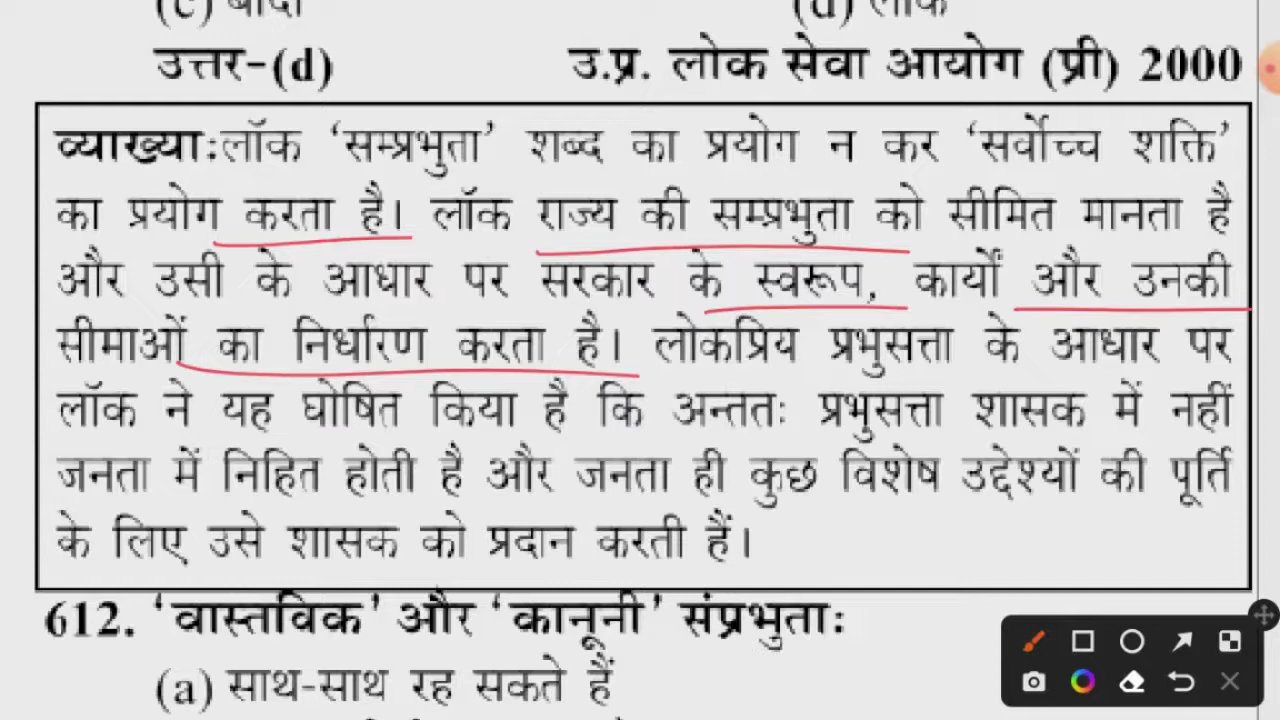 (c) बोदां
(d) लॉक
उत्तर-(d)
उ.प्र. लोक सेवा आयोग (प्री) 2000
व्याख्या:लॉक ‘सम्प्रभुता’ शब्द का प्रयोग न कर ‘सर्वोच्च शक्ति’
का प्रयोग करता है। लॉक राज्य की सम्प्रभुता को सीमित मानता है
और उसी के आधार पर सरकार के स्वरूप, कार्यों और उनकी
सीमाओं का निर्धारण करता है। लोकप्रिय प्रभुसत्ता के आधार पर
लॉक ने यह घोषित किया है कि अन्ततः प्रभुसत्ता शासक में नहीं
जनता में निहित होती है और जनता ही कुछ विशेष उद्देश्यों की पूर्ति
के लिए उसे शासक को प्रदान करती हैं।
612. ‘वास्तविक’ और ‘कानूनी’ संप्रभुता:
(a) साथ-साथ रह सकते हैं